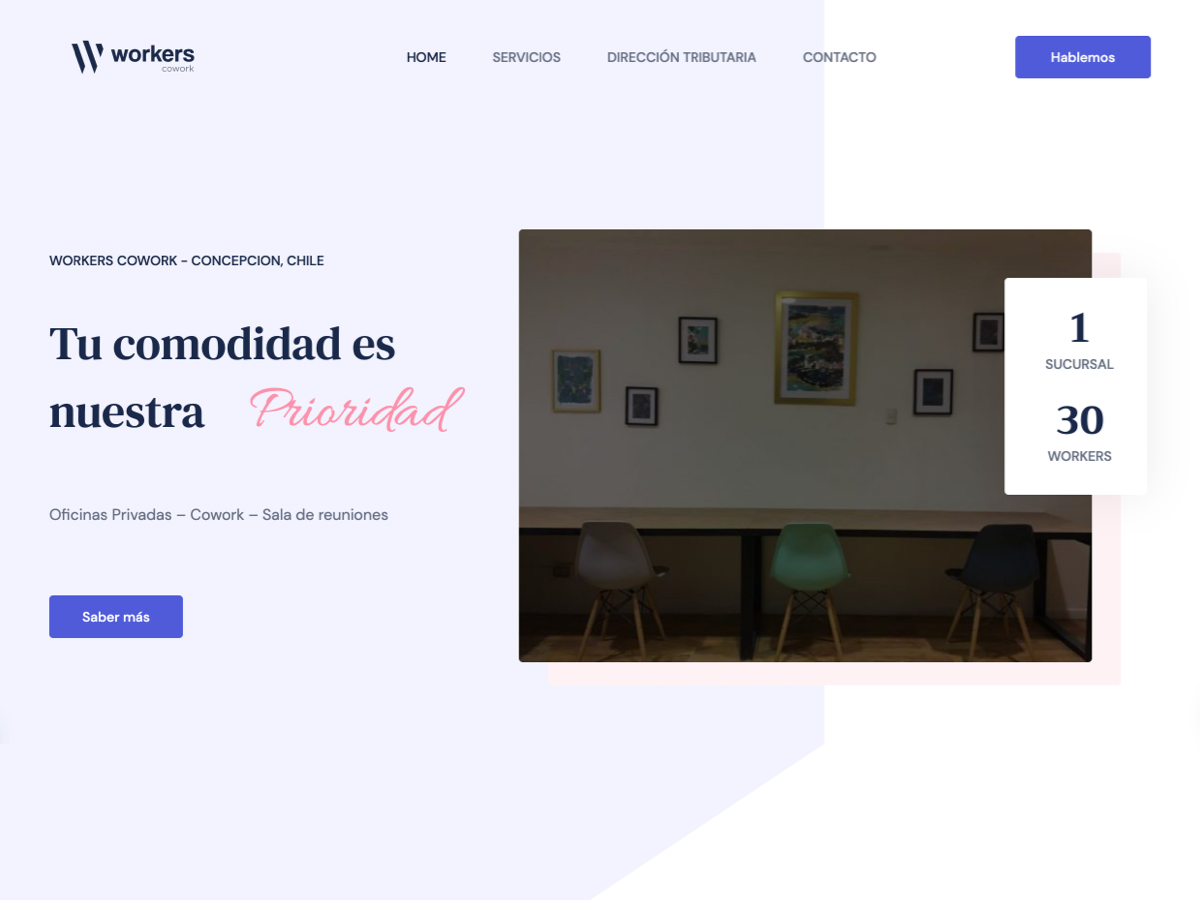 workers
cowork
HOME
SERVICIOS
DIRECCIÓN TRIBUTARIA
CONTACTO
Hablemos
WORKERS COWORK - CONCEPCION, CHILE
Tu comodidad es
nuestra Prioridad
Oficinas Privadas – Cowork – Sala de reuniones
Saber más
1
SUCURSAL
30
WORKERS